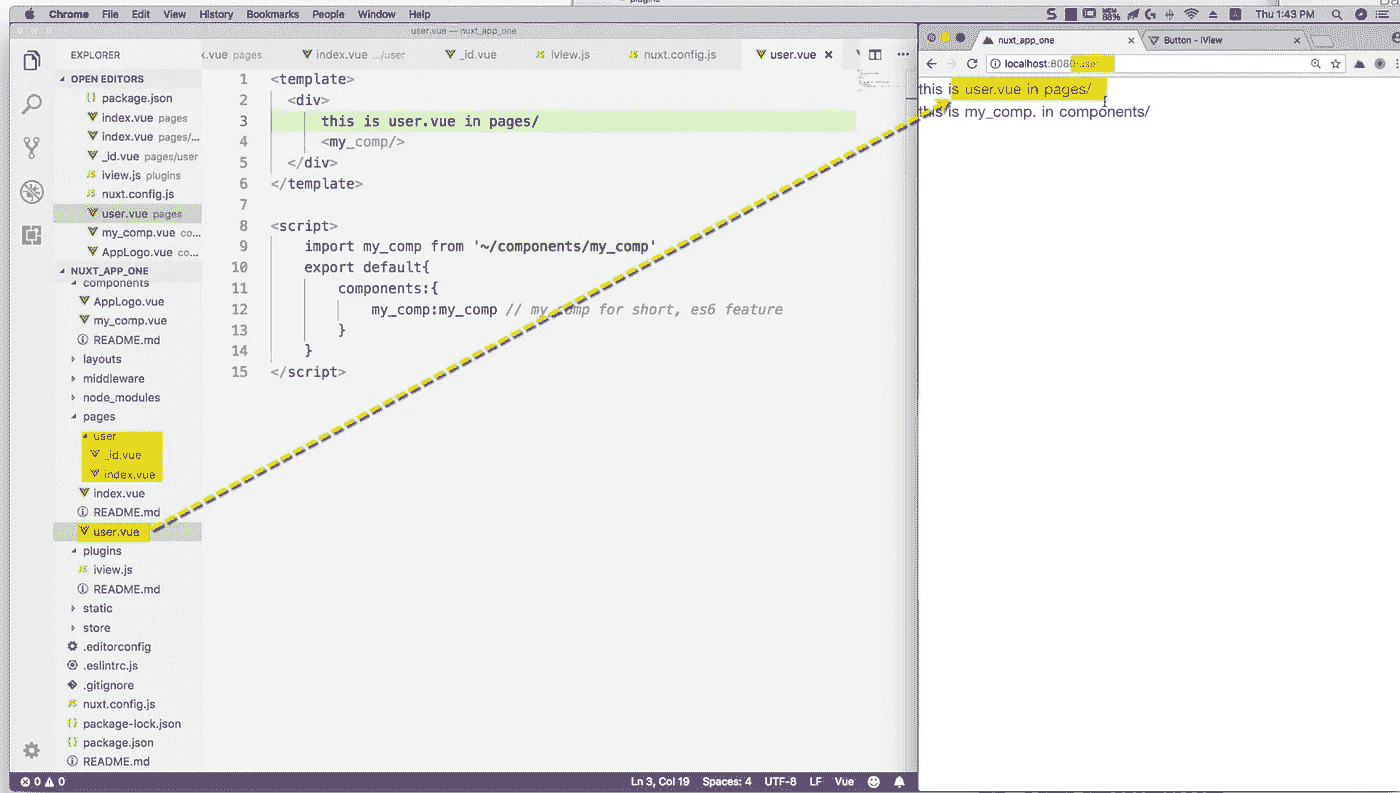 plugins
Chrome File Edit View History Bookmarks People Window Help
Thu 1:43 PM
user.vue — nuxt_app_one
EXPLORER
x.vue pages
index.vue .../user
_id.vue
iview.js
nuxt.config.js
user.vue
OPEN EDITORS
package.json
index.vue pages
index.vue pages/...
_id.vue pages/user
iview.js plugins
nuxt.config.js
user.vue pages
my_comp.vue co...
AppLogo.vue co...
NUXT_APP_ONE
components
AppLogo.vue
my_comp.vue
README.md
layouts
middleware
node_modules
pages
user
_id.vue
index.vue
index.vue
README.md
user.vue
plugins
iview.js
README.md
static
store
.editorconfig
.eslintrc.js
.gitignore
nuxt.config.js
package-lock.json
package.json
README.md
1 <template>
2 <div>
3 this is user.vue in pages/
4 <my_comp/>
5 </div>
6 </template>
7
8 <script>
9 import my_comp from '~/components/my_comp'
10 export default{
11 components:{
12 my_comp:my_comp // my_comp for short, es6 feature
13 }
14 }
15 </script>
0 0
Ln 3, Col 19 Spaces: 4 UTF-8 LF Vue
nuxt_app_one
Button - iView
localhost:8080/user
this is user.vue in pages/
this is my_comp. in components/